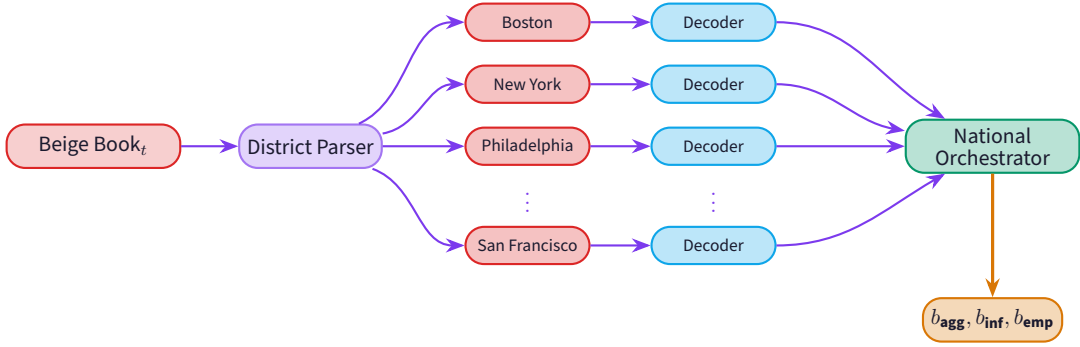 Beige Book_t
District Parser
Boston
Decoder
New York
Decoder
Philadelphia
Decoder
⋮
⋮
San Francisco
Decoder
National
Orchestrator
b_agg, b_inf, b_emp